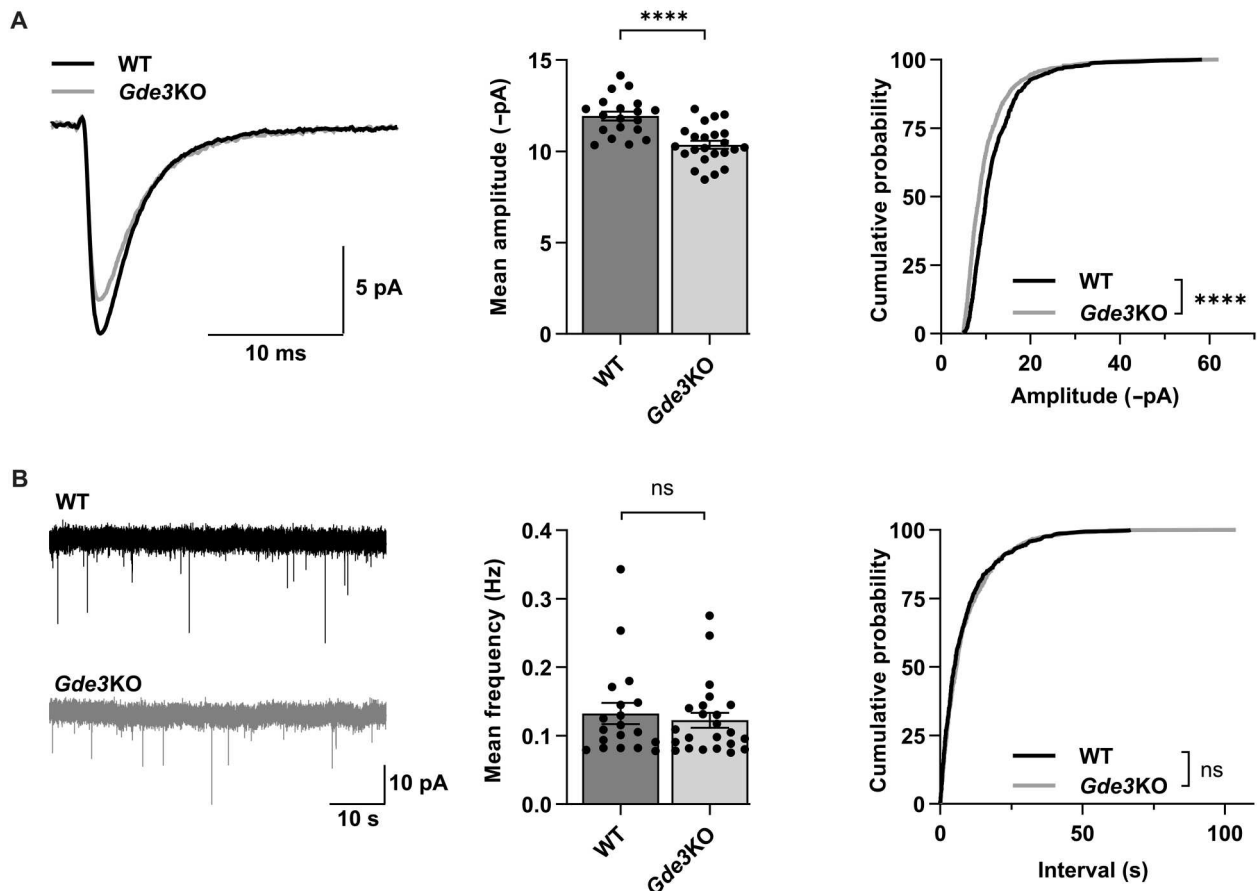 A
WT
Gde3KO
5 pA
10 ms
****
Mean amplitude (–pA)
15
10
5
0
WT
Gde3KO
Cumulative probability
100
75
50
25
0
0 20 40 60
Amplitude (–pA)
WT
Gde3KO
****
B
WT
Gde3KO
10 pA
10 s
ns
Mean frequency (Hz)
0.4
0.3
0.2
0.1
0.0
WT
Gde3KO
Cumulative probability
100
75
50
25
0
0 50 100
Interval (s)
WT
Gde3KO
ns